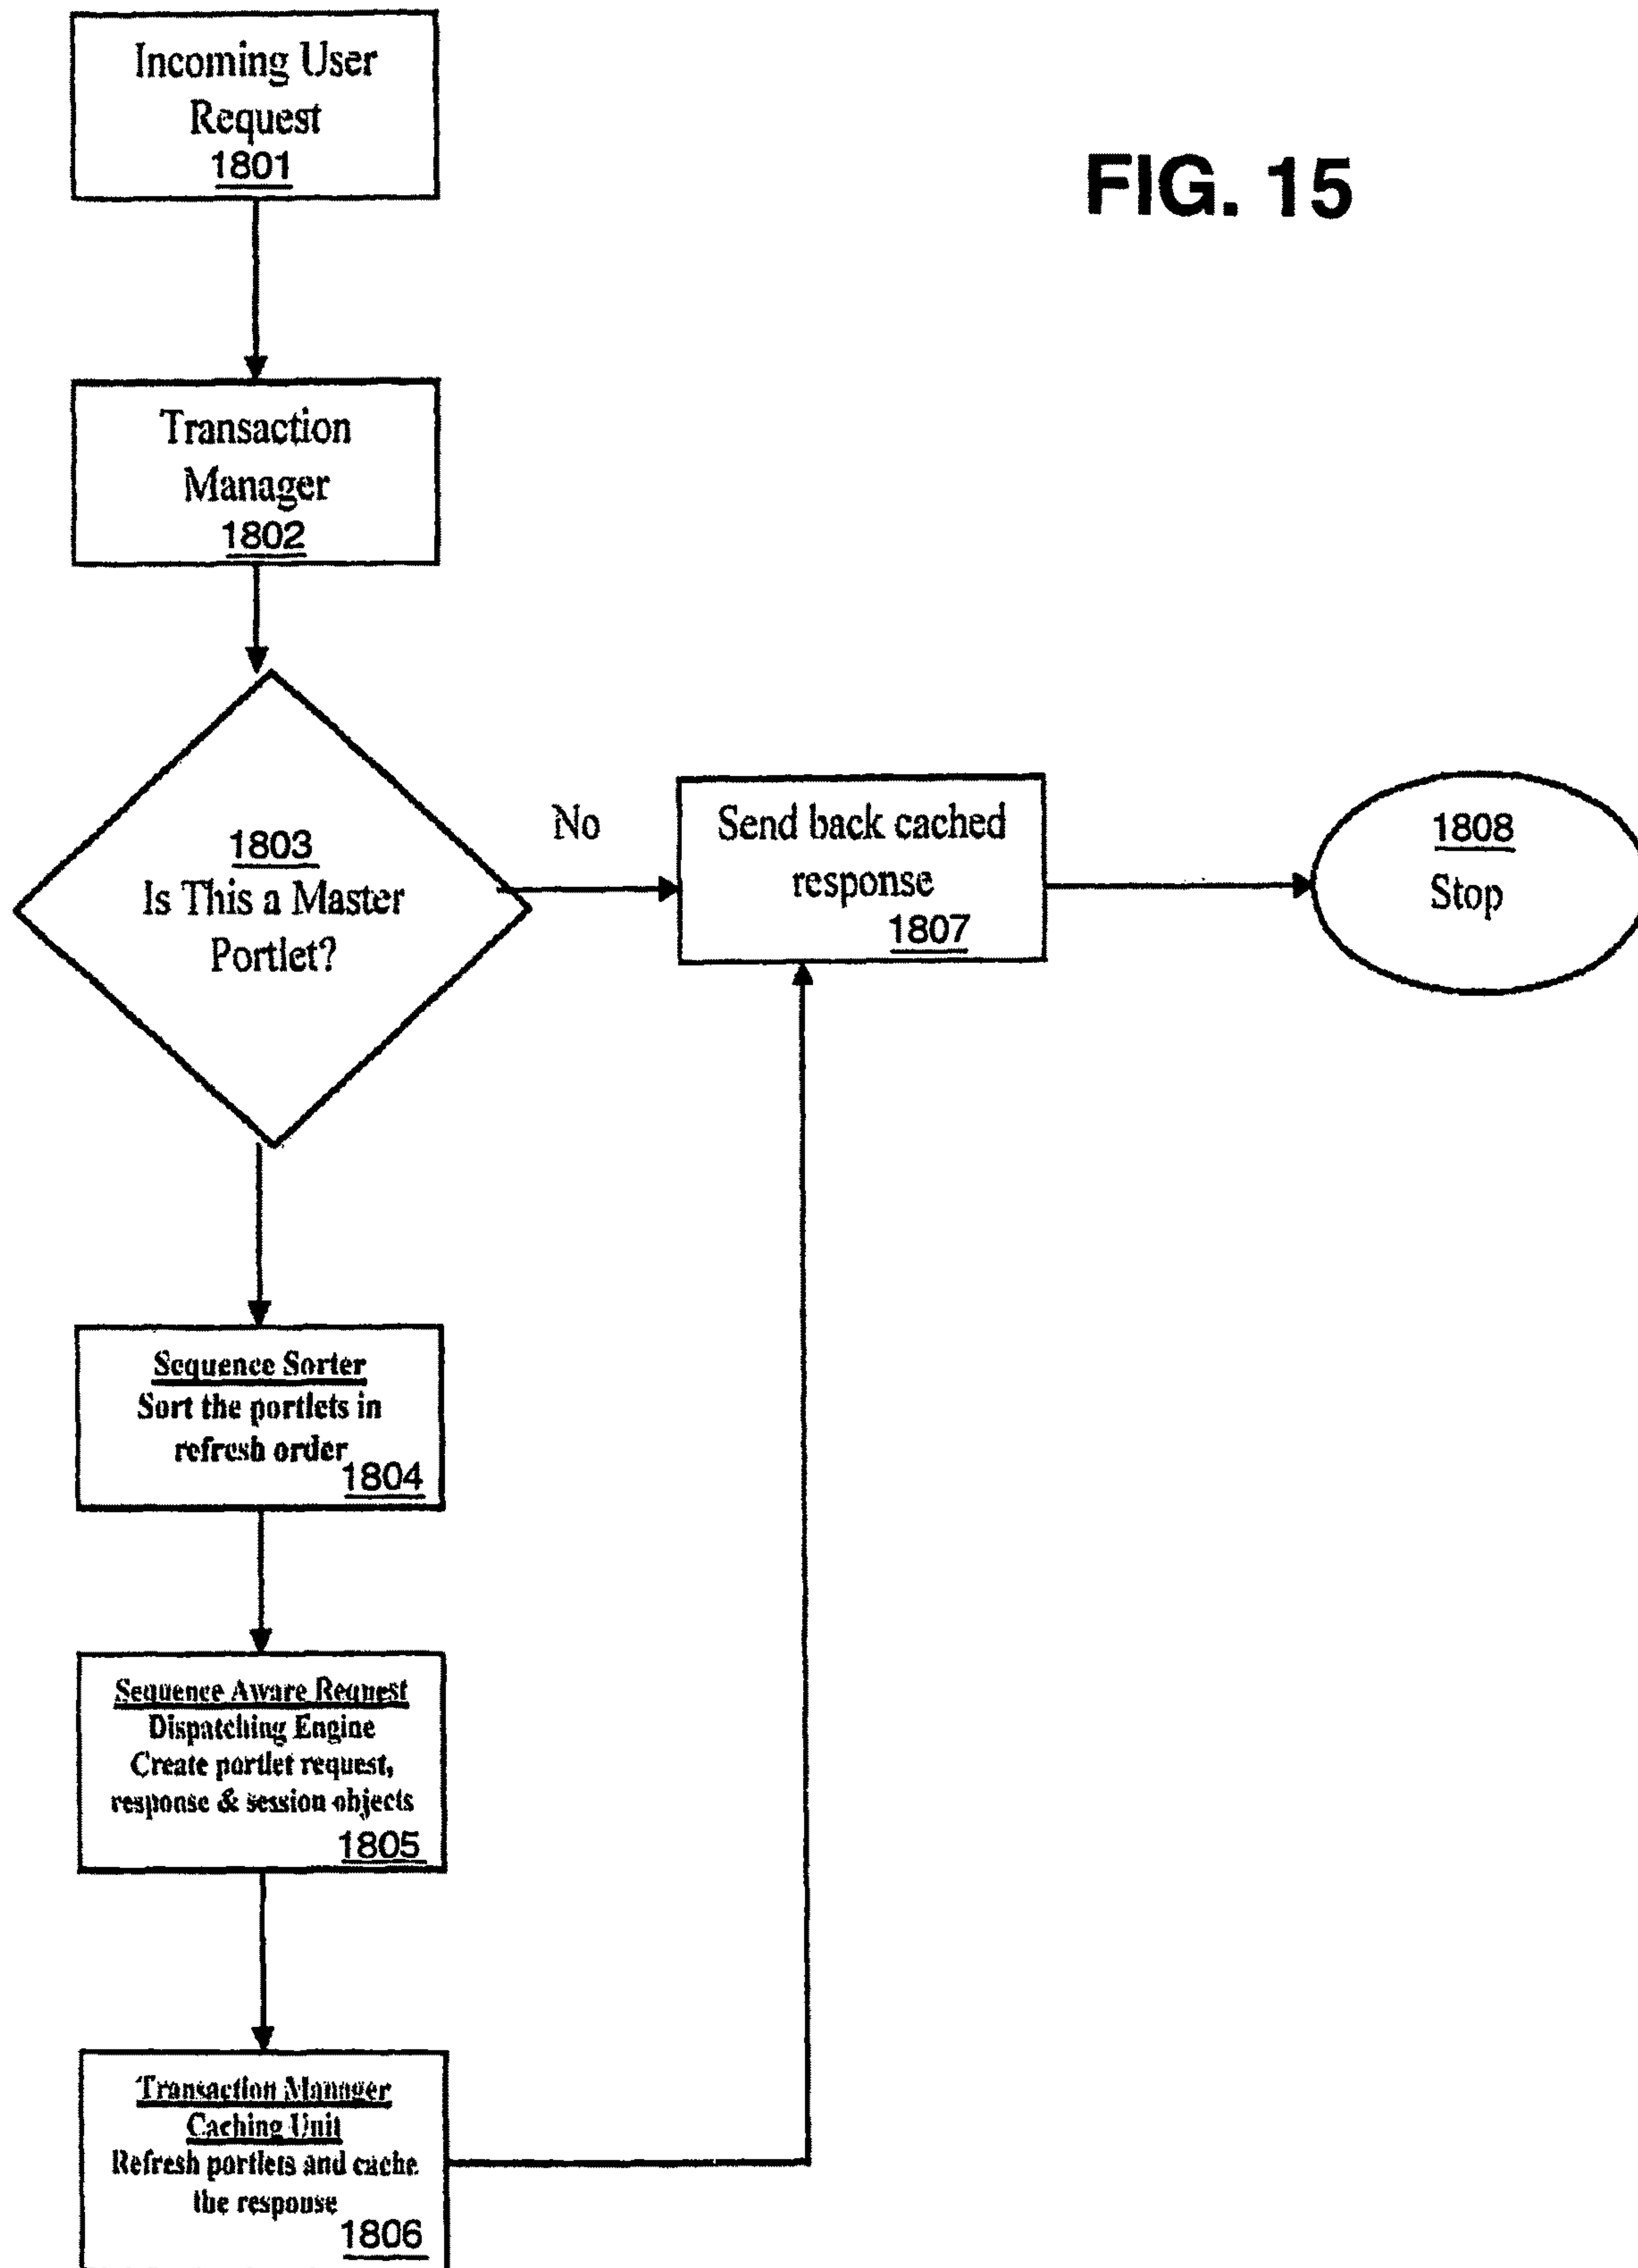 Incoming User
Request
1801
FIG. 15
Transaction
Manager
1802
1803
Is This a Master
Portlet?
No
Send back cached
response
1807
1808
Stop
Sequence Sorter
Sort the portlets in
refresh order
1804
Sequence Aware Request
Dispatching Engine
Create portlet request,
response & session objects
1805
Transaction Manager
Caching Unit
Refresh portlets and cache
the response
1806